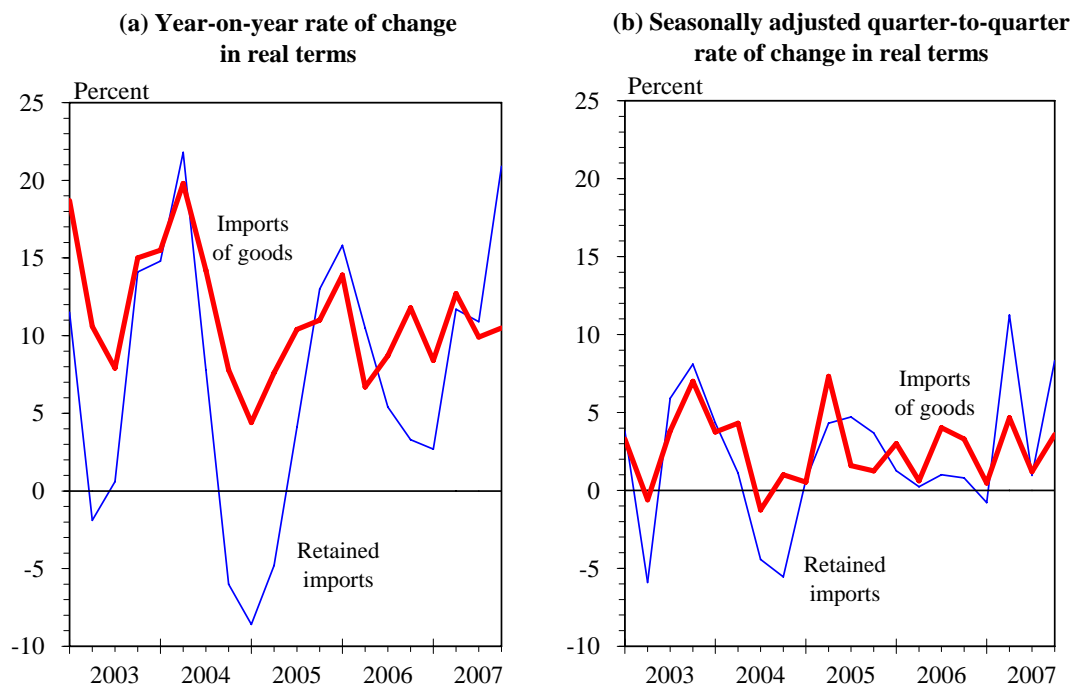 (a) Year-on-year rate of change
in real terms
Percent
25
20
15
10
5
0
-5
-10
Imports
of goods
Retained
imports
2003 2004 2005 2006 2007
(b) Seasonally adjusted quarter-to-quarter
rate of change in real terms
Percent
25
20
15
10
5
0
-5
-10
Imports
of goods
Retained
imports
2003 2004 2005 2006 2007